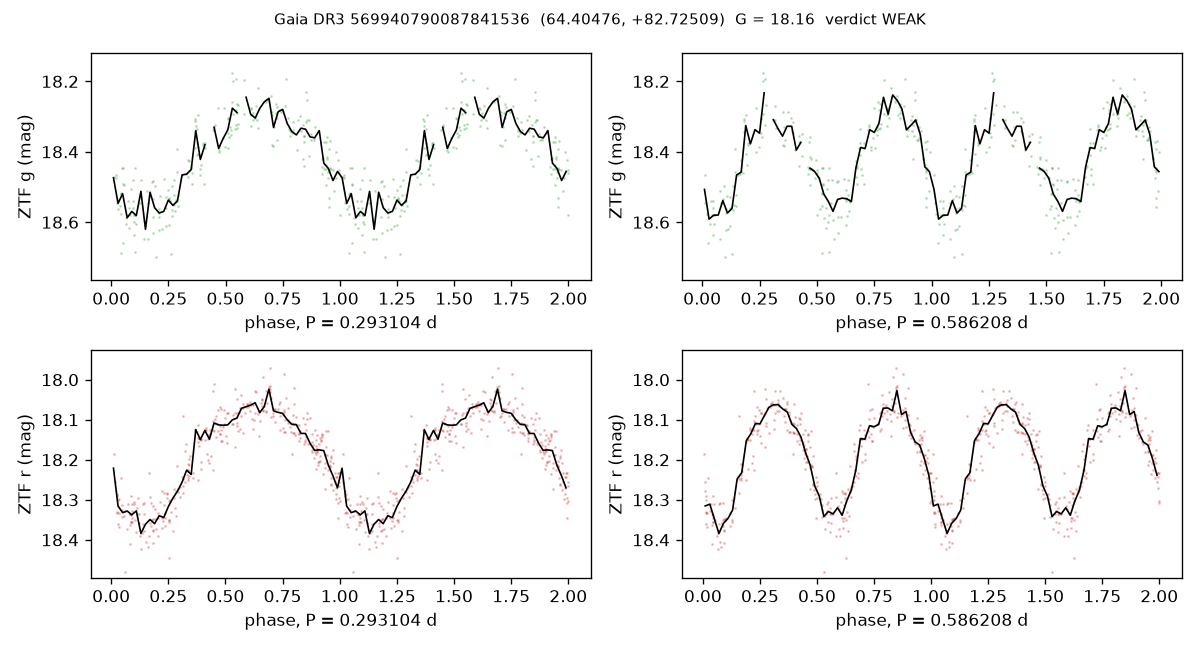 Gaia DR3 569940790087841536  (64.40476, +82.72509)  G = 18.16  verdict WEAK
ZTF g (mag)
18.2
18.4
18.6
0.00 0.25 0.50 0.75 1.00 1.25 1.50 1.75 2.00
phase, P = 0.293104 d
ZTF g (mag)
18.2
18.4
18.6
0.00 0.25 0.50 0.75 1.00 1.25 1.50 1.75 2.00
phase, P = 0.586208 d
ZTF r (mag)
18.0
18.1
18.2
18.3
18.4
0.00 0.25 0.50 0.75 1.00 1.25 1.50 1.75 2.00
phase, P = 0.293104 d
ZTF r (mag)
18.0
18.1
18.2
18.3
18.4
0.00 0.25 0.50 0.75 1.00 1.25 1.50 1.75 2.00
phase, P = 0.586208 d